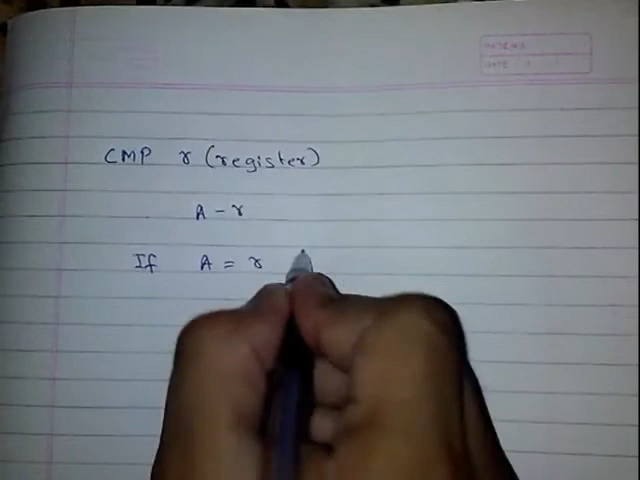 CMP r (register)
A - r
If A = r